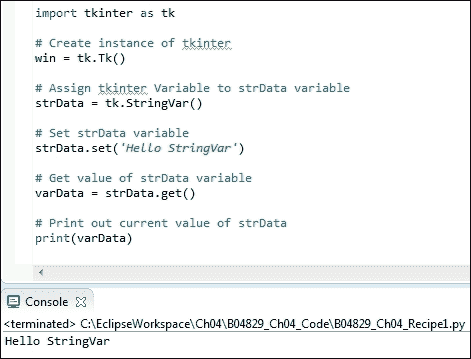 import tkinter as tk
# Create instance of tkinter
win = tk.Tk()
# Assign tkinter Variable to strData variable
strData = tk.StringVar()
# Set strData variable
strData.set('Hello StringVar')
# Get value of strData variable
varData = strData.get()
# Print out current value of strData
print(varData)
Console
<terminated> C:\EclipseWorkspace\Ch04\B04829_Ch04_Code\B04829_Ch04_Recipe1.py
Hello StringVar